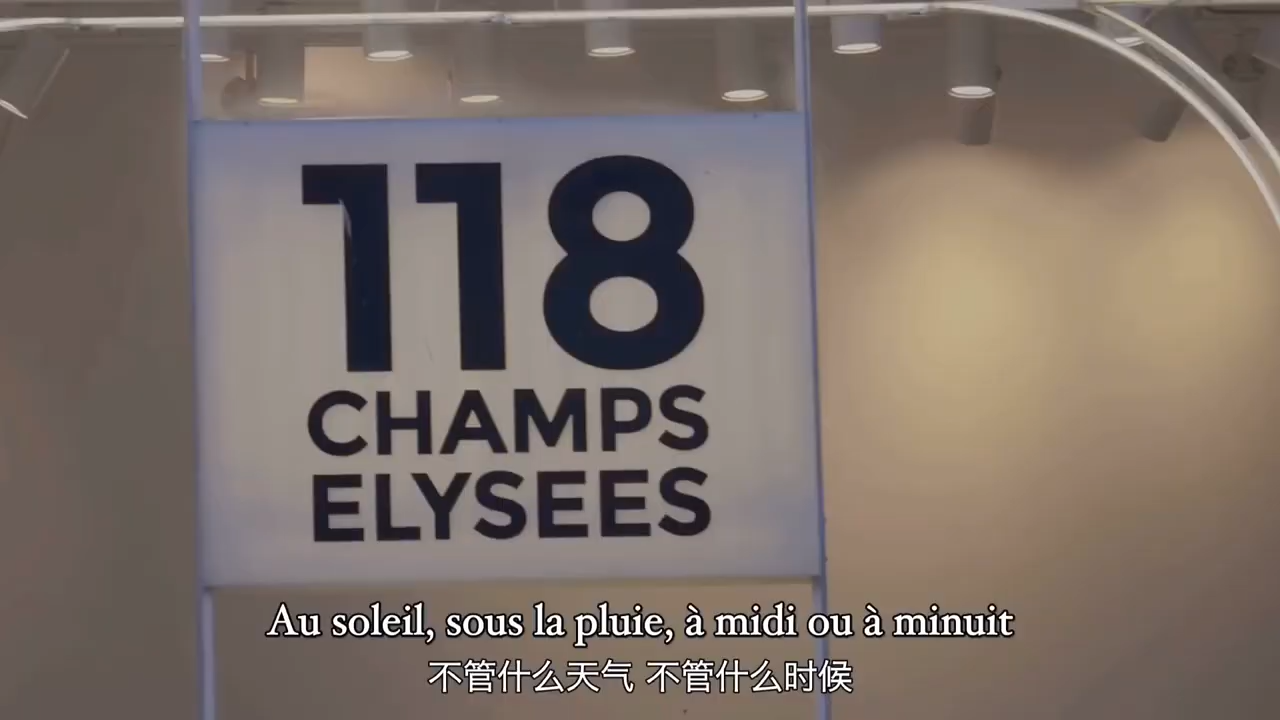 118
CHAMPS
ELYSEES
Au soleil, sous la pluie, à midi ou à minuit
不管什么天气 不管什么时候